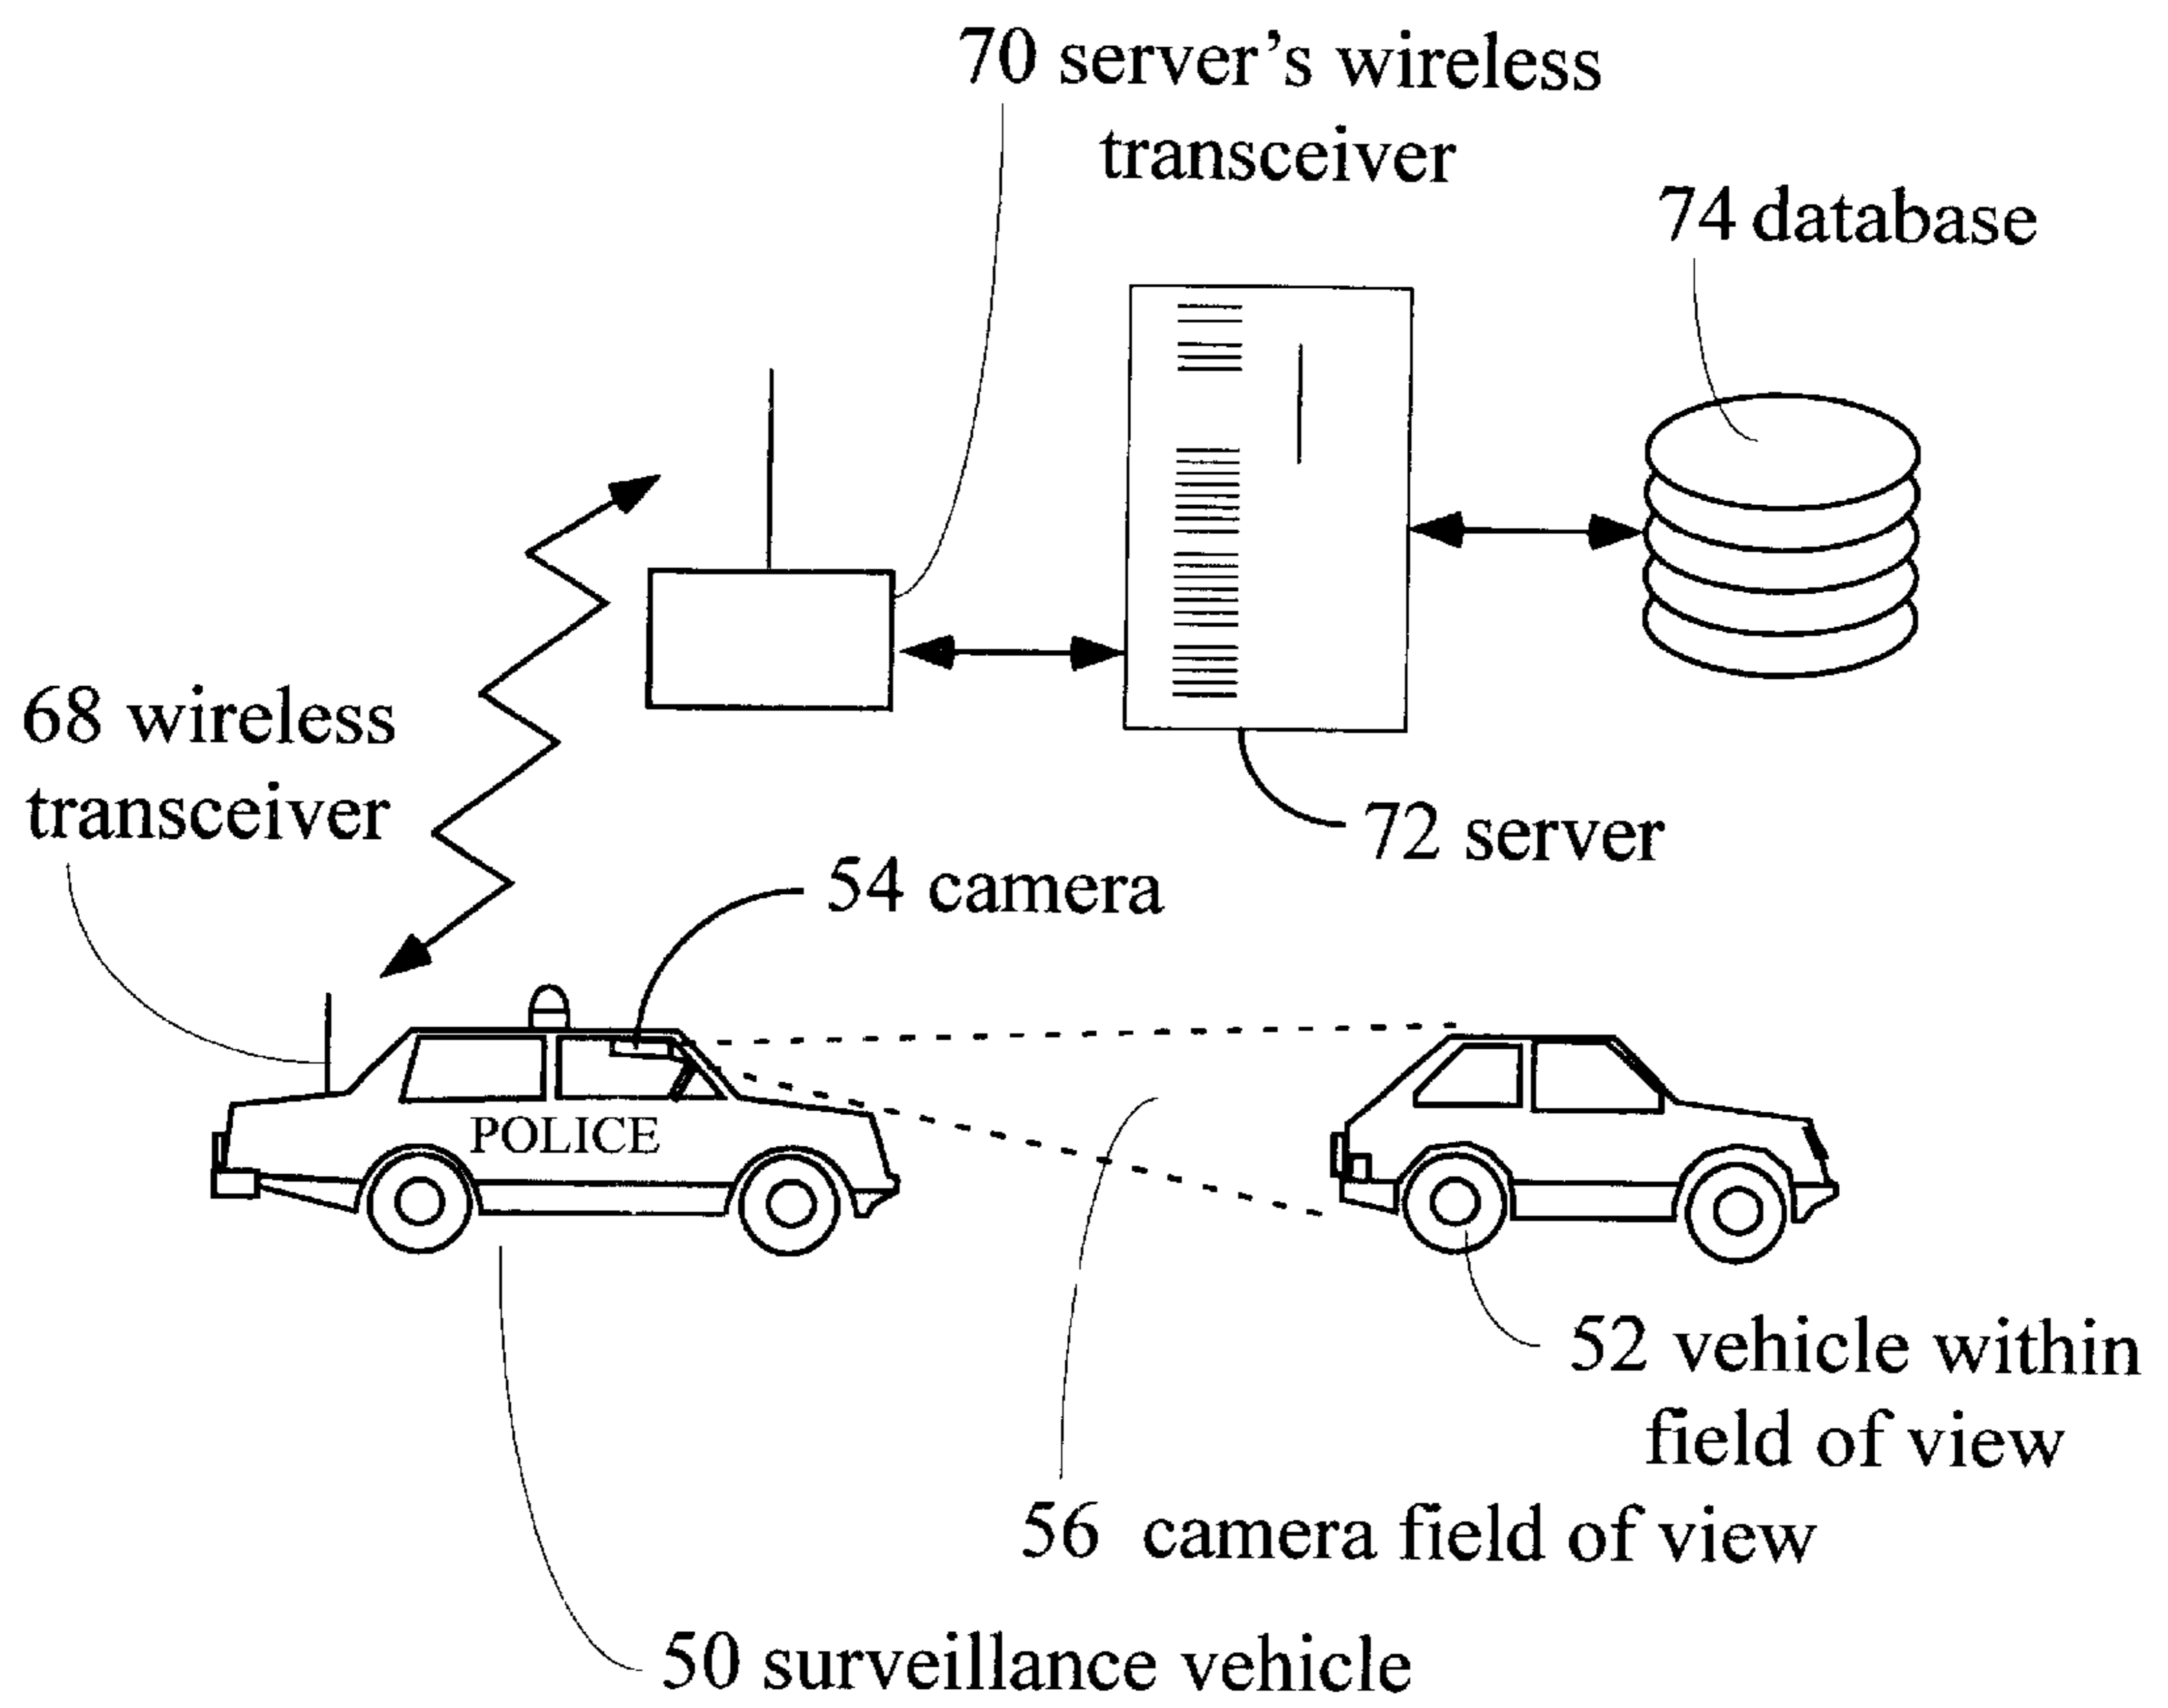 70 server's wireless
transceiver
74 database
68 wireless
transceiver
72 server
54 camera
POLICE
52 vehicle within
field of view
56 camera field of view
50 surveillance vehicle